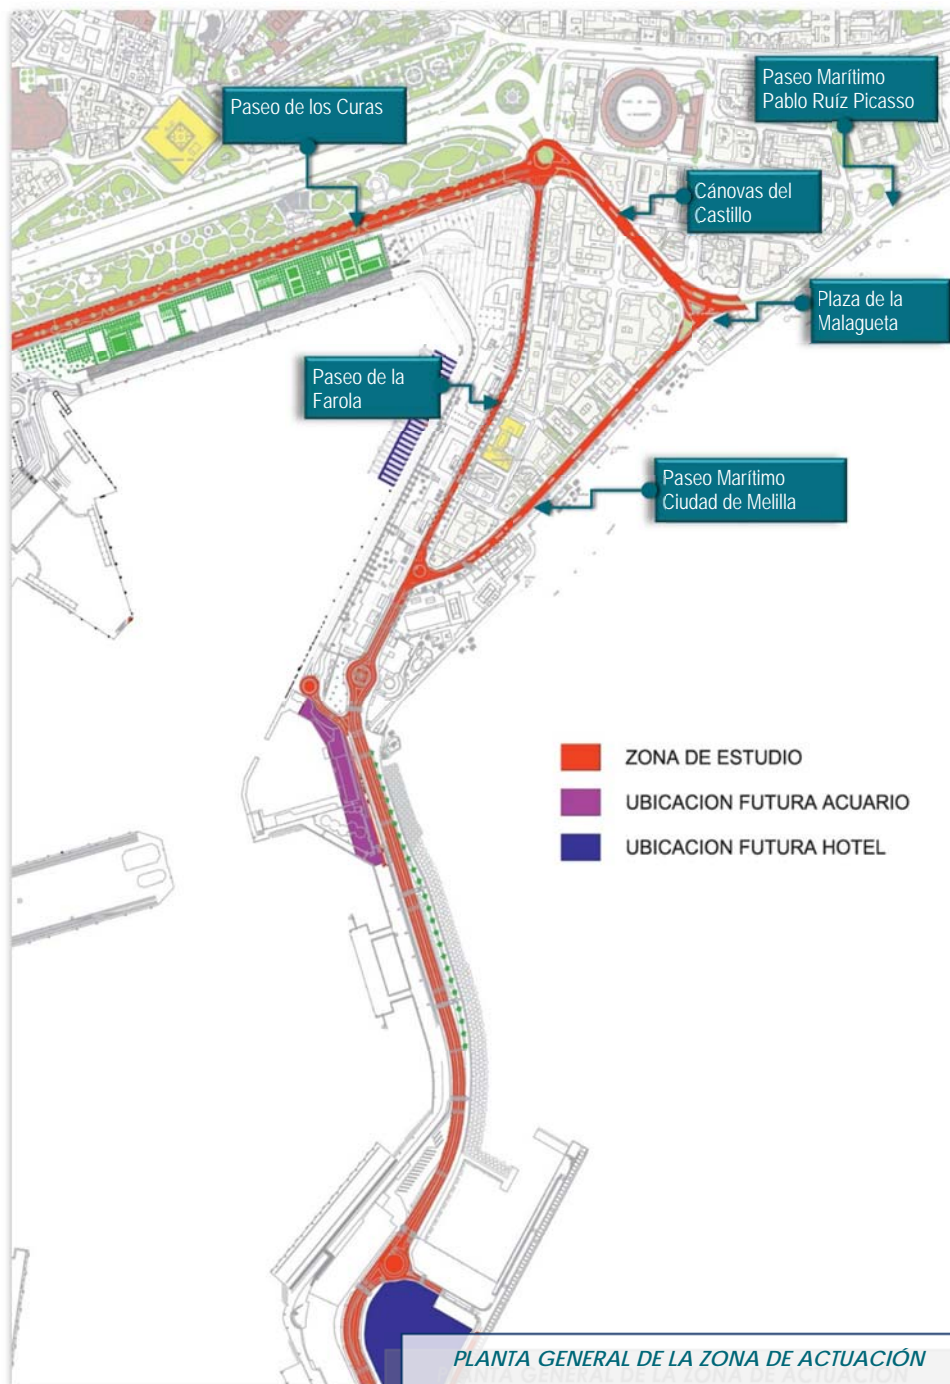 Paseo Marítimo
Pablo Ruíz Picasso
Paseo de los Curas
Cánovas del
Castillo
Plaza de la
Malagueta
Paseo de la
Farola
Paseo Marítimo
Ciudad de Melilla
ZONA DE ESTUDIO
UBICACION FUTURA ACUARIO
UBICACION FUTURA HOTEL
PLANTA GENERAL DE LA ZONA DE ACTUACIÓN